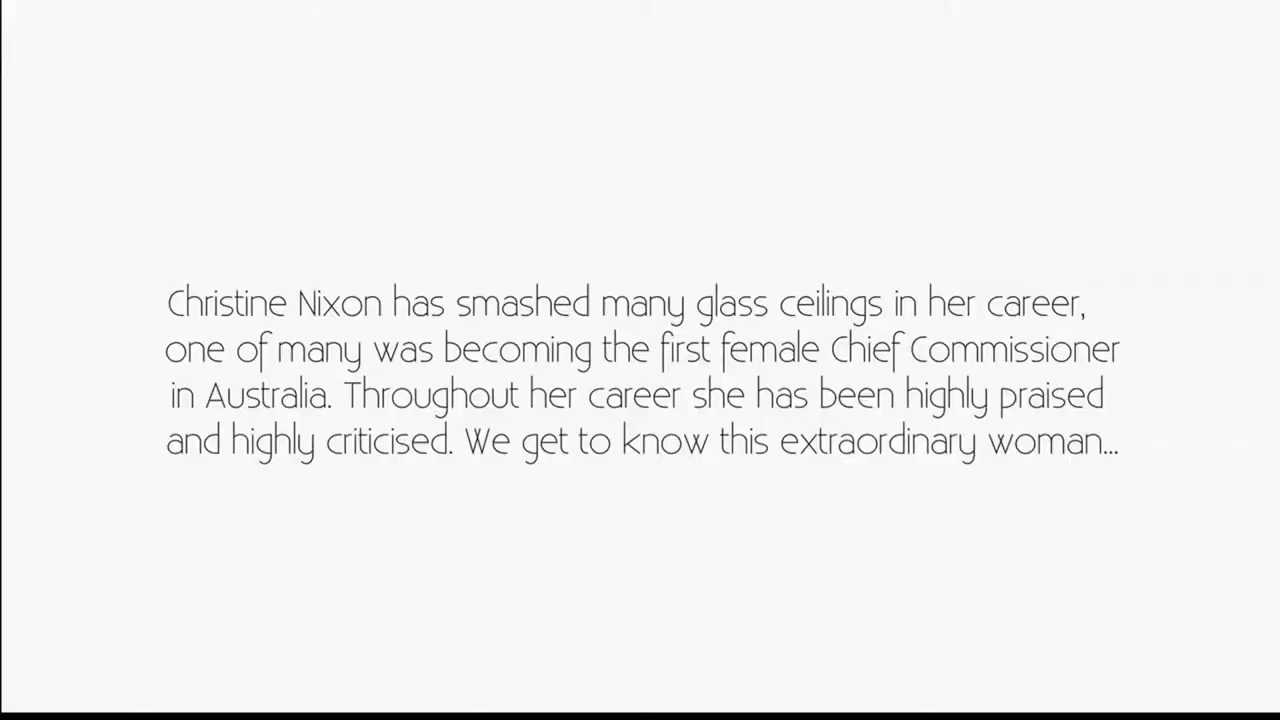 Christine Nixon has smashed many glass ceilings in her career,
one of many was becoming the first female Chief Commissioner
in Australia. Throughout her career she has been highly praised
and highly criticised. We get to know this extraordinary woman...